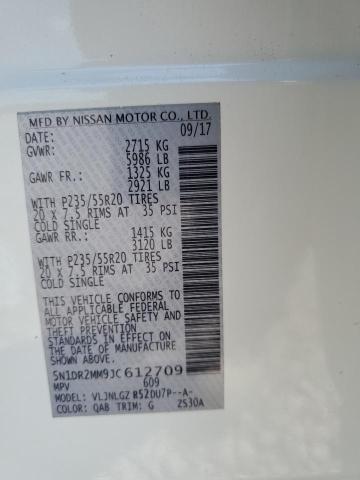 MFD BY NISSAN MOTOR CO., LTD.
DATE: 09/17
GVWR: 2715 KG
5986 LB
GAWR FR.: 1325 KG
2921 LB
WITH P235/55R20 TIRES
20 x 7.5 RIMS AT 35 PSI
COLD SINGLE
GAWR RR.: 1415 KG
3120 LB
WITH P235/55R20 TIRES
20 x 7.5 RIMS AT 35 PSI
COLD SINGLE
THIS VEHICLE CONFORMS TO
ALL APPLICABLE FEDERAL
MOTOR VEHICLE SAFETY AND
THEFT PREVENTION
STANDARDS IN EFFECT ON
THE DATE OF MANUFACTURE
SHOWN ABOVE.
5N1DR2MM9JC612709
MPV 609
MODEL: VLJNLGZ R52DU7P--A-
COLOR: QAB TRIM: G 2530A